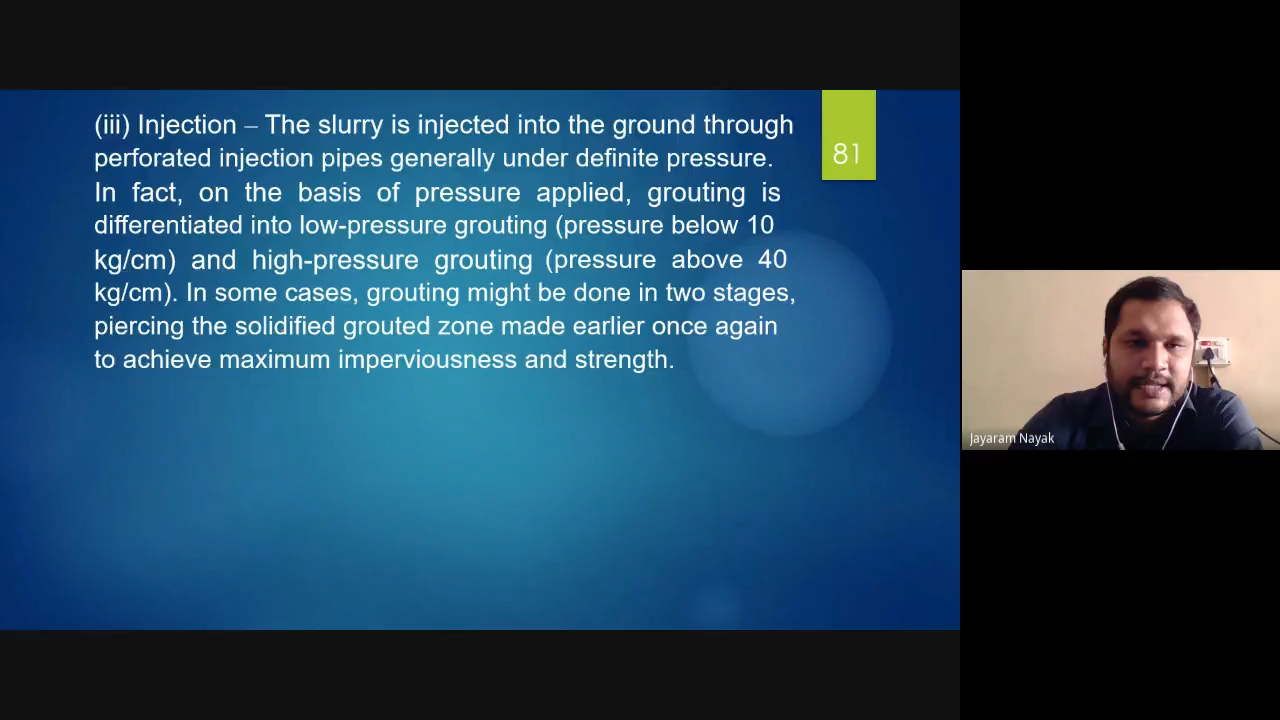 (iii) Injection – The slurry is injected into the ground through
perforated injection pipes generally under definite pressure.
In fact, on the basis of pressure applied, grouting is
differentiated into low-pressure grouting (pressure below 10
kg/cm) and high-pressure grouting (pressure above 40
kg/cm). In some cases, grouting might be done in two stages,
piercing the solidified grouted zone made earlier once again
to achieve maximum imperviousness and strength.
81
Jayaram Nayak